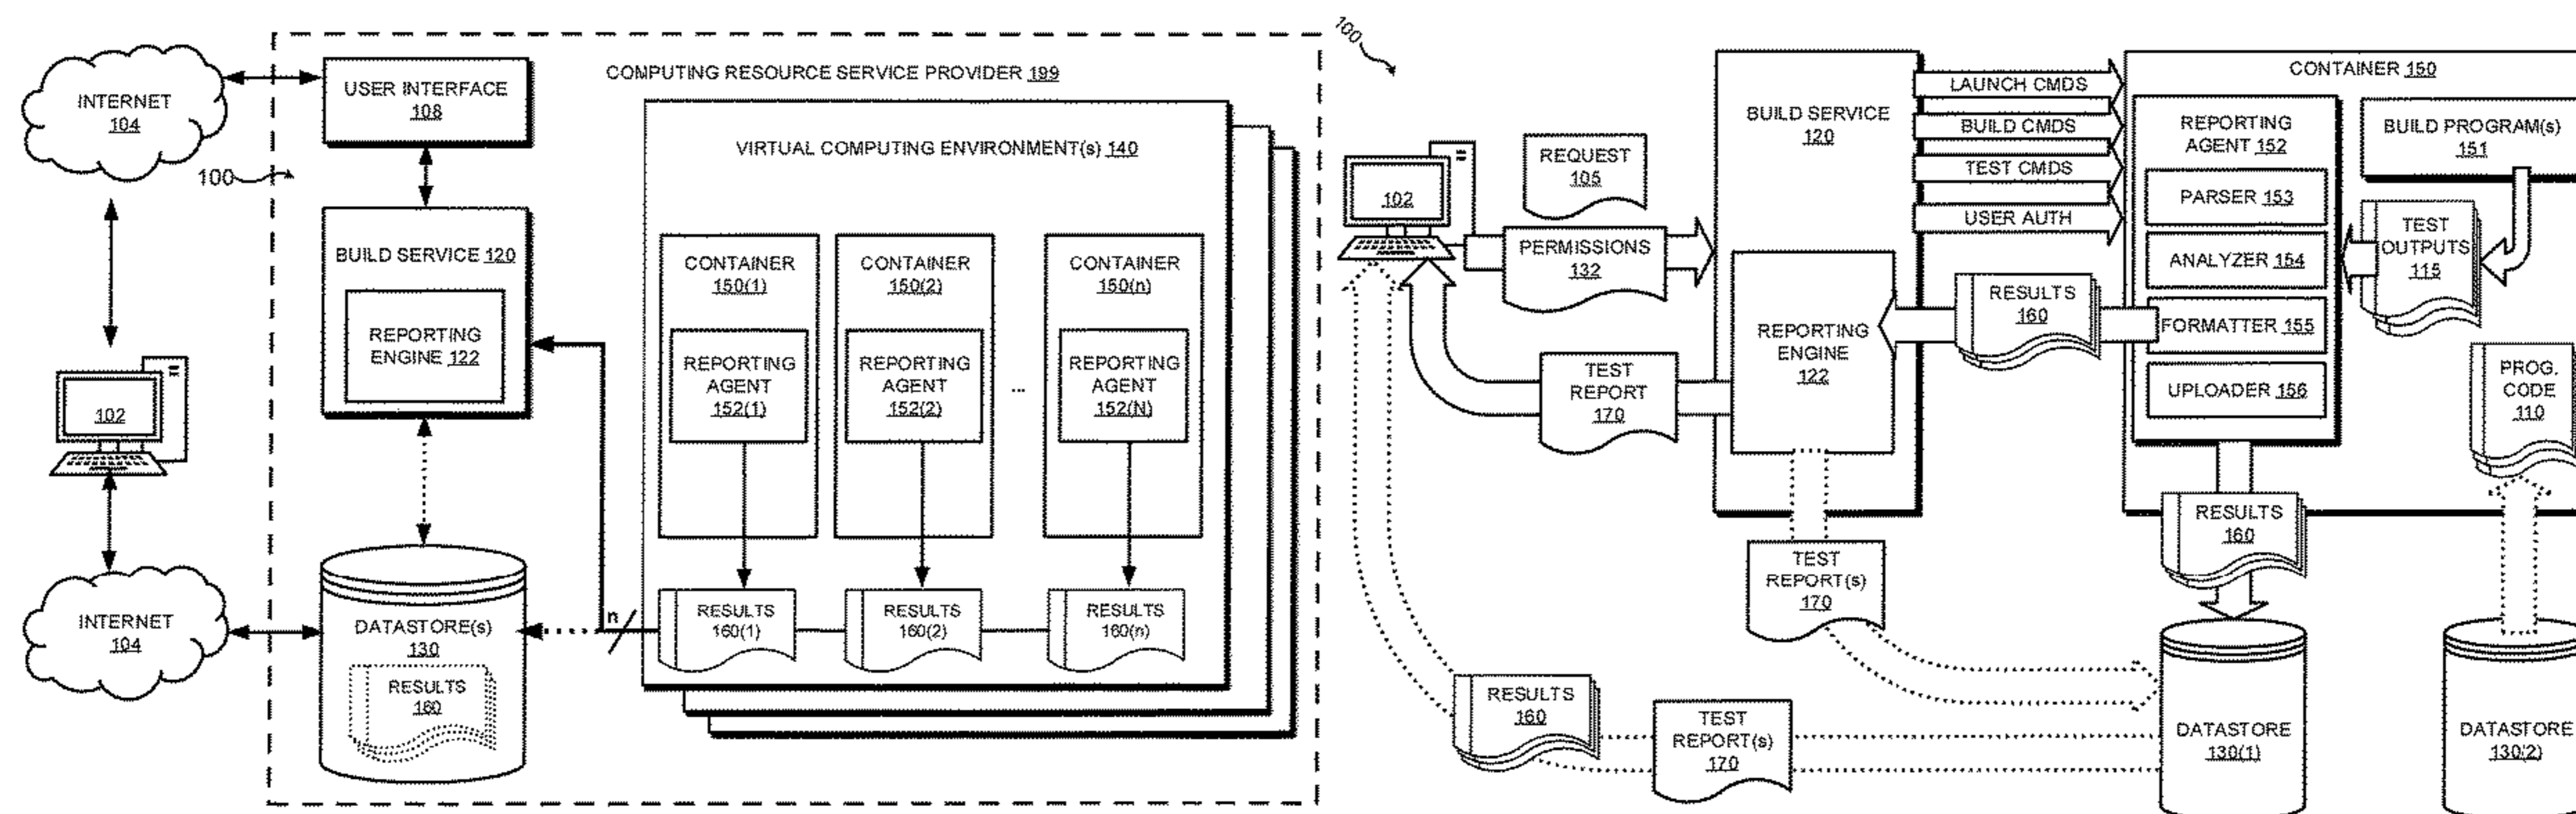 INTERNET
104
102
INTERNET
104
100
COMPUTING RESOURCE SERVICE PROVIDER 199
USER INTERFACE
108
BUILD SERVICE 120
REPORTING
ENGINE 122
DATASTORE(s)
130
RESULTS
160
VIRTUAL COMPUTING ENVIRONMENT(s) 140
CONTAINER
150(1)
REPORTING
AGENT
152(1)
CONTAINER
150(2)
REPORTING
AGENT
152(2)
...
CONTAINER
150(n)
REPORTING
AGENT
152(N)
n
RESULTS
160(1)
RESULTS
160(2)
RESULTS
160(n)
100
102
REQUEST
105
PERMISSIONS
132
TEST
REPORT
170
BUILD SERVICE
120
REPORTING
ENGINE
122
LAUNCH CMDS
BUILD CMDS
TEST CMDS
USER AUTH
RESULTS
160
CONTAINER 150
REPORTING
AGENT 152
PARSER 153
ANALYZER 154
FORMATTER 155
UPLOADER 156
BUILD PROGRAM(s)
151
TEST
OUTPUTS
115
PROG.
CODE
110
RESULTS
160
TEST
REPORT(s)
170
RESULTS
160
TEST
REPORT(s)
170
DATASTORE
130(1)
DATASTORE
130(2)